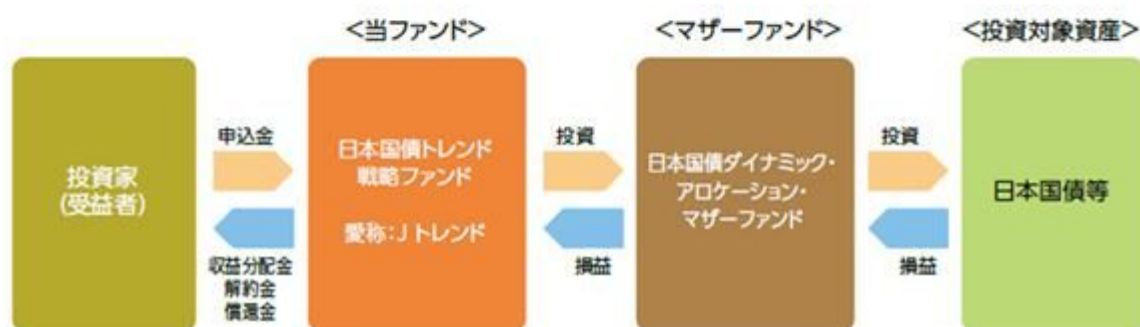 <当ファンド>
<マザーファンド>
<投資対象資産>
投資家
(受益者)
申込金
収益分配金
解約金
償還金
日本国債トレンド
戦略ファンド
愛称:Jトレンド
投資
損益
日本国債ダイナミック・
アロケーション・
マザーファンド
投資
損益
日本国債等